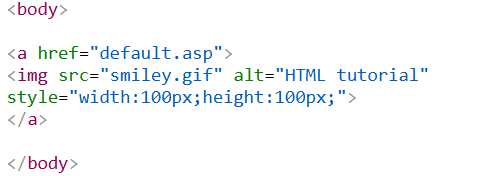 <body>
<a href="default.asp">
<img src="smiley.gif" alt="HTML tutorial"
style="width:100px;height:100px;">
</a>
</body>